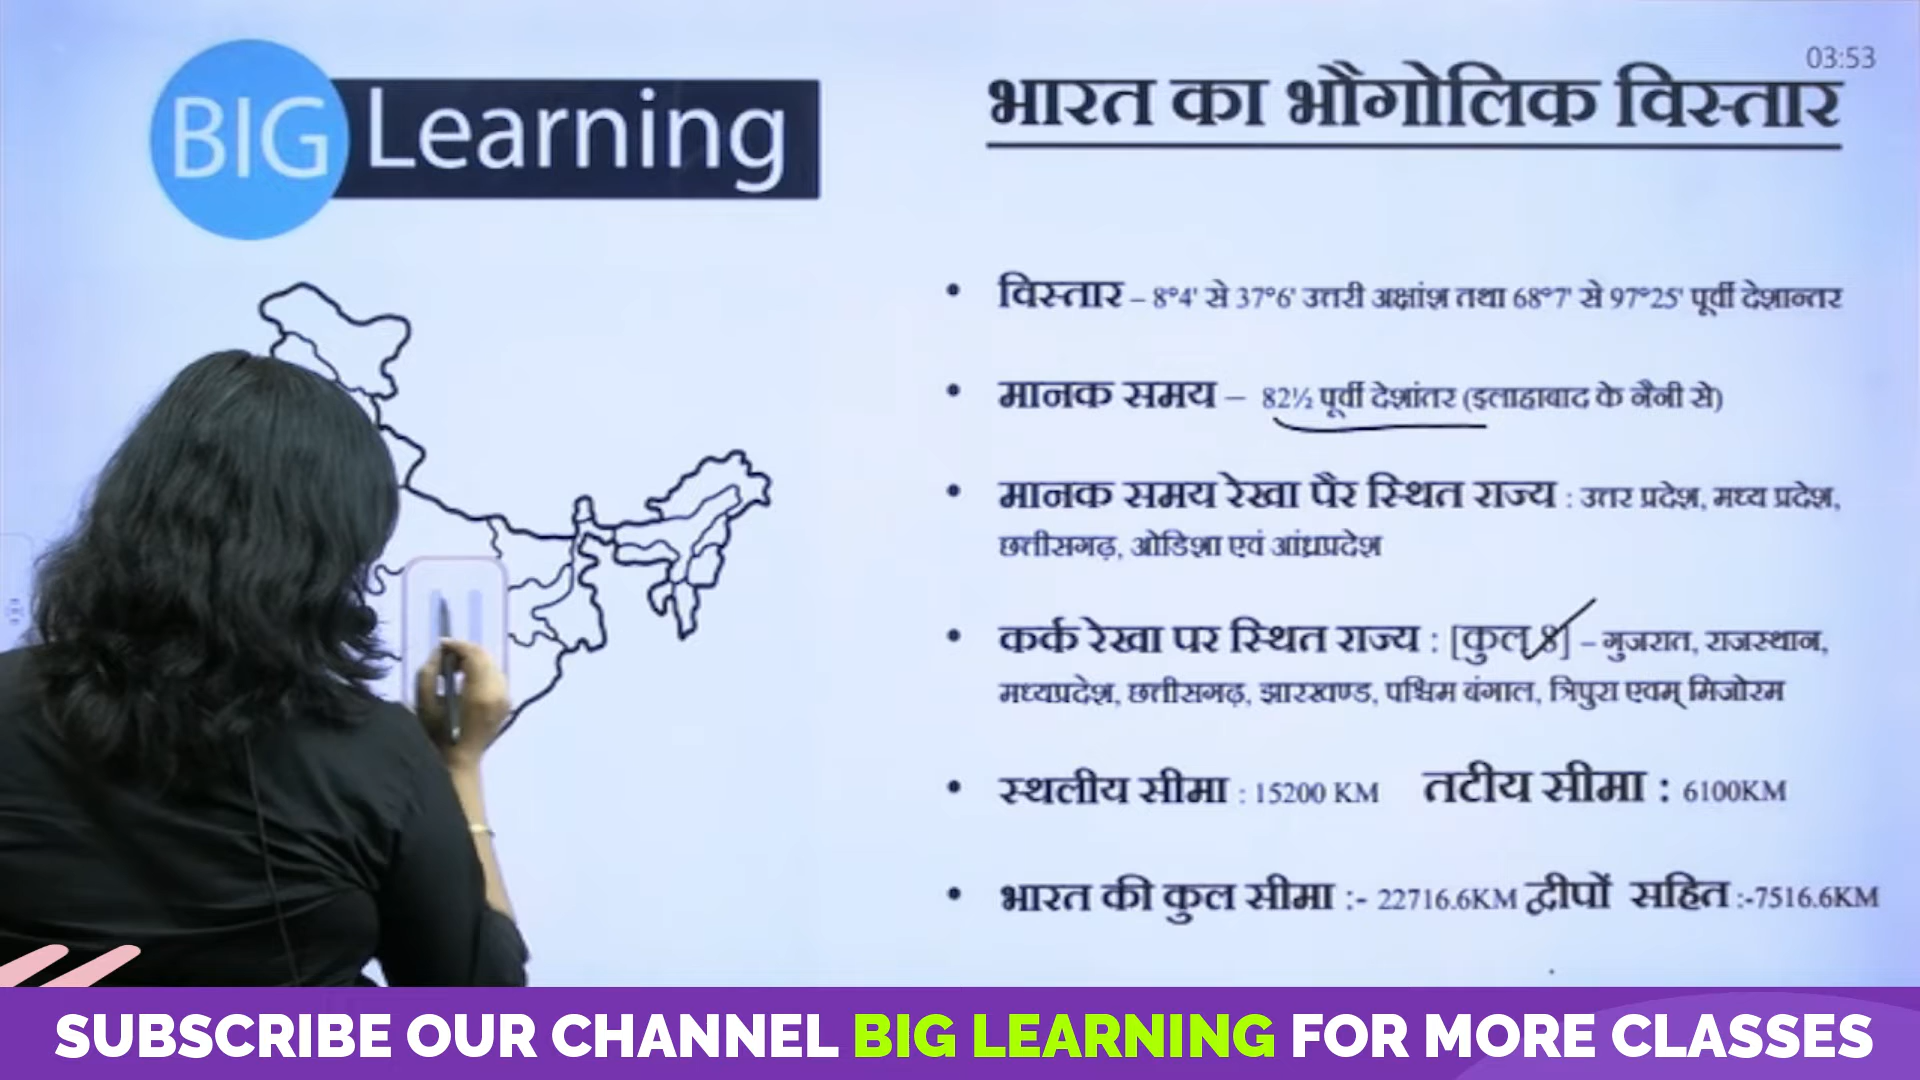 BIG Learning
03:53
भारत का भौगोलिक विस्तार
• विस्तार – 8°4' से 37°6' उत्तरी अक्षांश तथा 68°7' से 97°25' पूर्वी देशान्तर
• मानक समय – 82½ पूर्वी देशांतर (इलाहाबाद के नैनी से)
• मानक समय रेखा पैर स्थित राज्य : उत्तर प्रदेश, मध्य प्रदेश,
छत्तीसगढ़, ओडिशा एवं आंध्रप्रदेश
• कर्क रेखा पर स्थित राज्य : [कुल 8] – गुजरात, राजस्थान,
मध्यप्रदेश, छत्तीसगढ़, झारखण्ड, पश्चिम बंगाल, त्रिपुरा एवम् मिजोरम
• स्थलीय सीमा : 15200 KM तटीय सीमा : 6100KM
• भारत की कुल सीमा :- 22716.6KM द्वीपों सहित :-7516.6KM
SUBSCRIBE OUR CHANNEL BIG LEARNING FOR MORE CLASSES